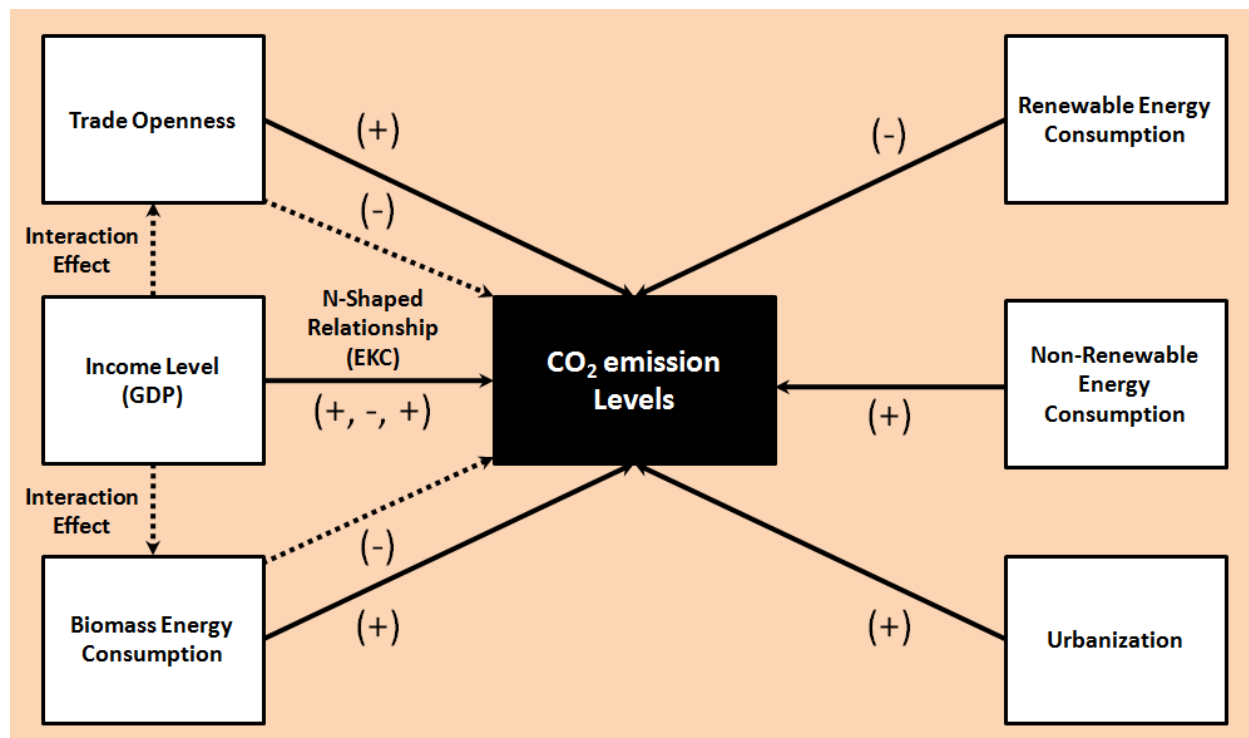 Trade Openness
(+)
(-)
Renewable Energy
Consumption
(-)
Interaction
Effect
Income Level
(GDP)
N-Shaped
Relationship
(EKC)
(+, -, +)
CO₂ emission
Levels
Non-Renewable
Energy
Consumption
(+)
Interaction
Effect
Biomass Energy
Consumption
(-)
(+)
(+)
Urbanization